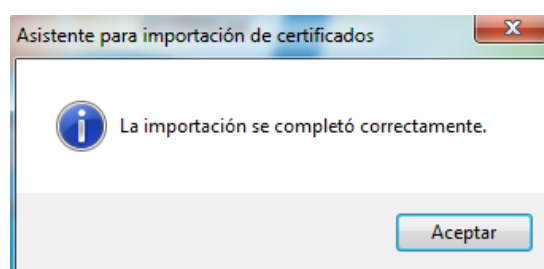 Asistente para importación de certificados
La importación se completó correctamente.
Aceptar